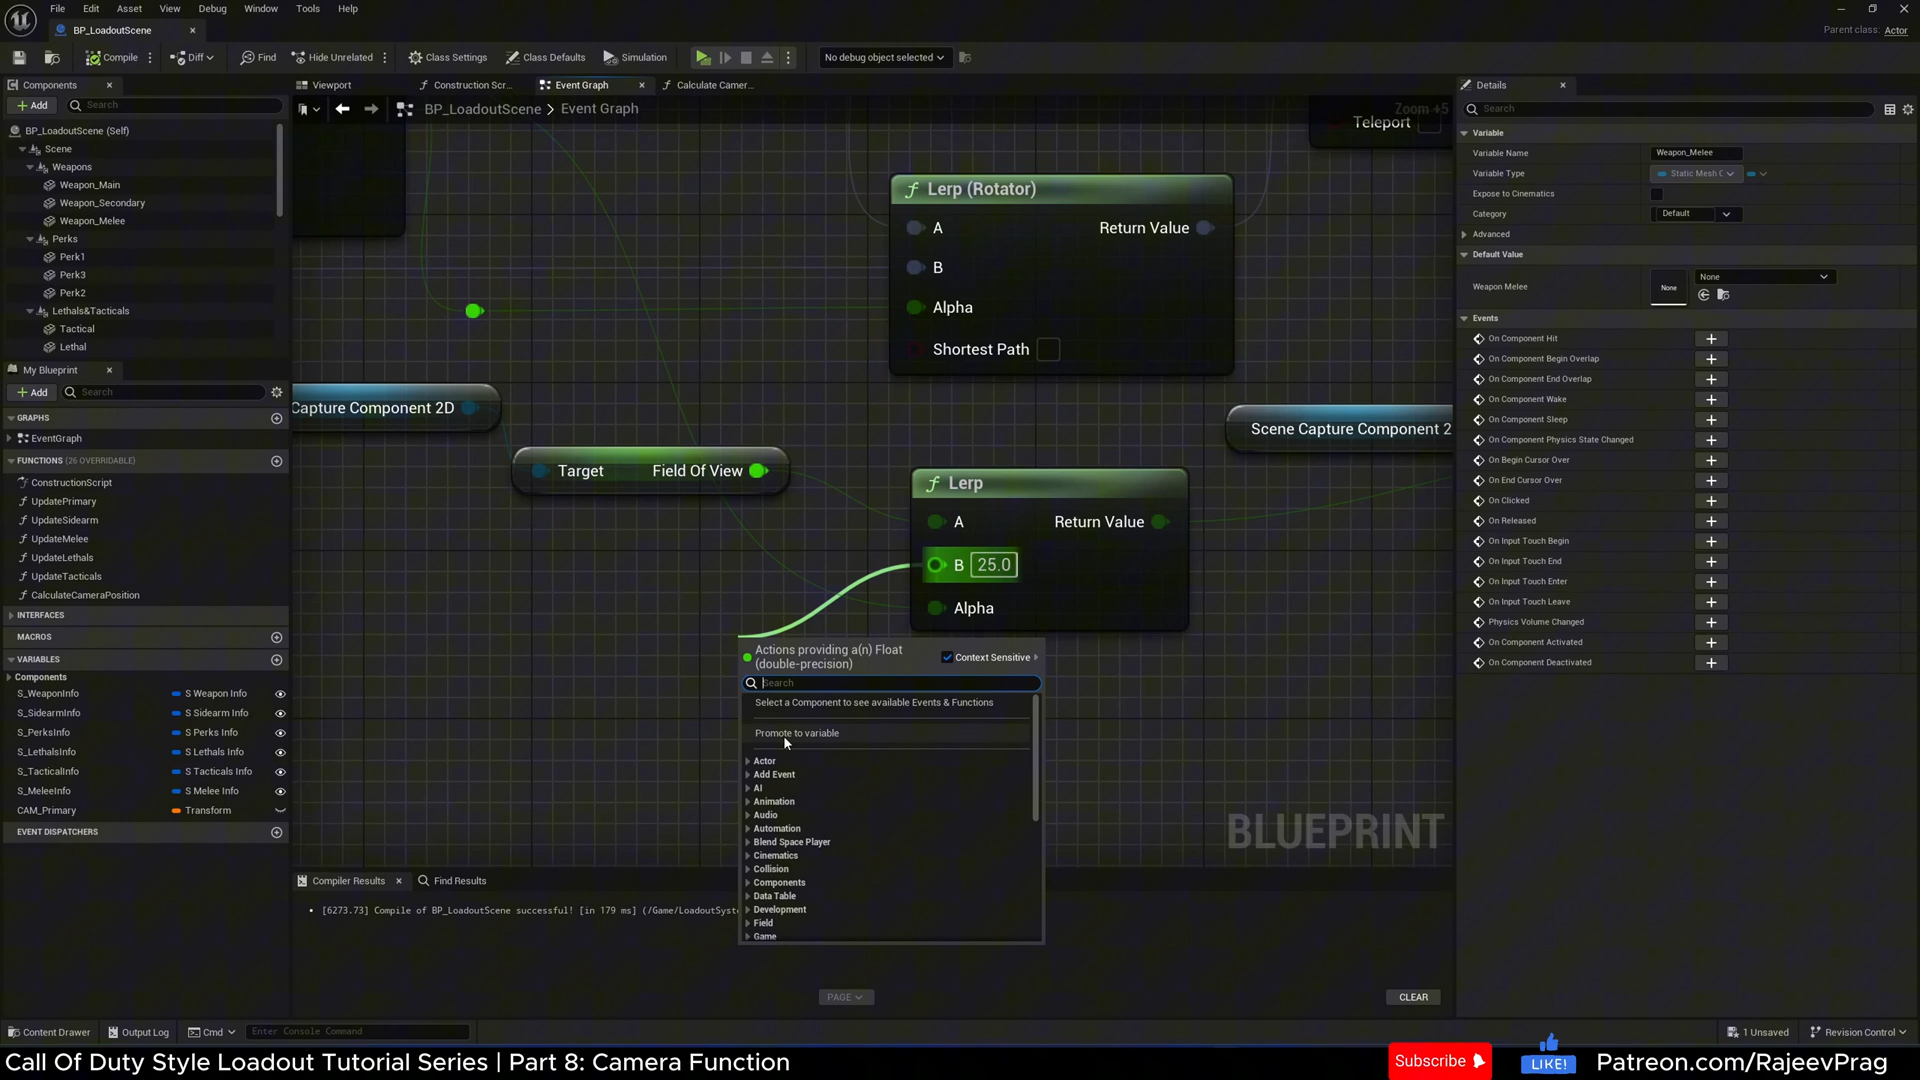 File Edit Asset View Debug Window Tools Help
BP_LoadoutScene
Parent class: Actor
Compile Diff Find Hide Unrelated Class Settings Class Defaults Simulation No debug object selected
Components
Add Search
BP_LoadoutScene (Self)
Scene
Weapons
Weapon_Main
Weapon_Secondary
Weapon_Melee
Perks
Perk1
Perk3
Perk2
Lethals&Tacticals
Tactical
Lethal
My Blueprint
Add Search
GRAPHS
EventGraph
FUNCTIONS (26 OVERRIDABLE)
ConstructionScript
UpdatePrimary
UpdateSidearm
UpdateMelee
UpdateLethals
UpdateTacticals
CalculateCameraPosition
INTERFACES
MACROS
VARIABLES
Components
S_WeaponInfo S Weapon Info
S_SidearmInfo S Sidearm Info
S_PerksInfo S Perks Info
S_LethalsInfo S Lethals Info
S_TacticalInfo S Tacticals Info
S_MeleeInfo S Melee Info
CAM_Primary Transform
EVENT DISPATCHERS
Viewport Construction Scr... Event Graph Calculate Camer...
BP_LoadoutScene > Event Graph
Zoom +5
Teleport
Lerp (Rotator)
A Return Value
B
Alpha
Shortest Path
Capture Component 2D
Scene Capture Component 2
Target Field Of View
Lerp
A Return Value
B 25.0
Alpha
Actions providing a(n) Float
(double-precision)
Context Sensitive
Search
Select a Component to see available Events & Functions
Promote to variable
Actor
Add Event
AI
Animation
Audio
Automation
Blend Space Player
Cinematics
Collision
Components
Data Table
Development
Field
Game
BLUEPRINT
Compiler Results Find Results
[6273.73] Compile of BP_LoadoutScene successful! [in 179 ms] (/Game/LoadoutSyste
PAGE CLEAR
Details
Search
Variable
Variable Name Weapon_Melee
Variable Type Static Mesh C
Expose to Cinematics
Category Default
Advanced
Default Value
Weapon Melee None None
Events
On Component Hit
On Component Begin Overlap
On Component End Overlap
On Component Wake
On Component Sleep
On Component Physics State Changed
On Begin Cursor Over
On End Cursor Over
On Clicked
On Released
On Input Touch Begin
On Input Touch End
On Input Touch Enter
On Input Touch Leave
Physics Volume Changed
On Component Activated
On Component Deactivated
Content Drawer Output Log Cmd Enter Console Command 1 Unsaved Revision Control
Call Of Duty Style Loadout Tutorial Series | Part 8: Camera Function Subscribe LIKE! Patreon.com/RajeevPrag